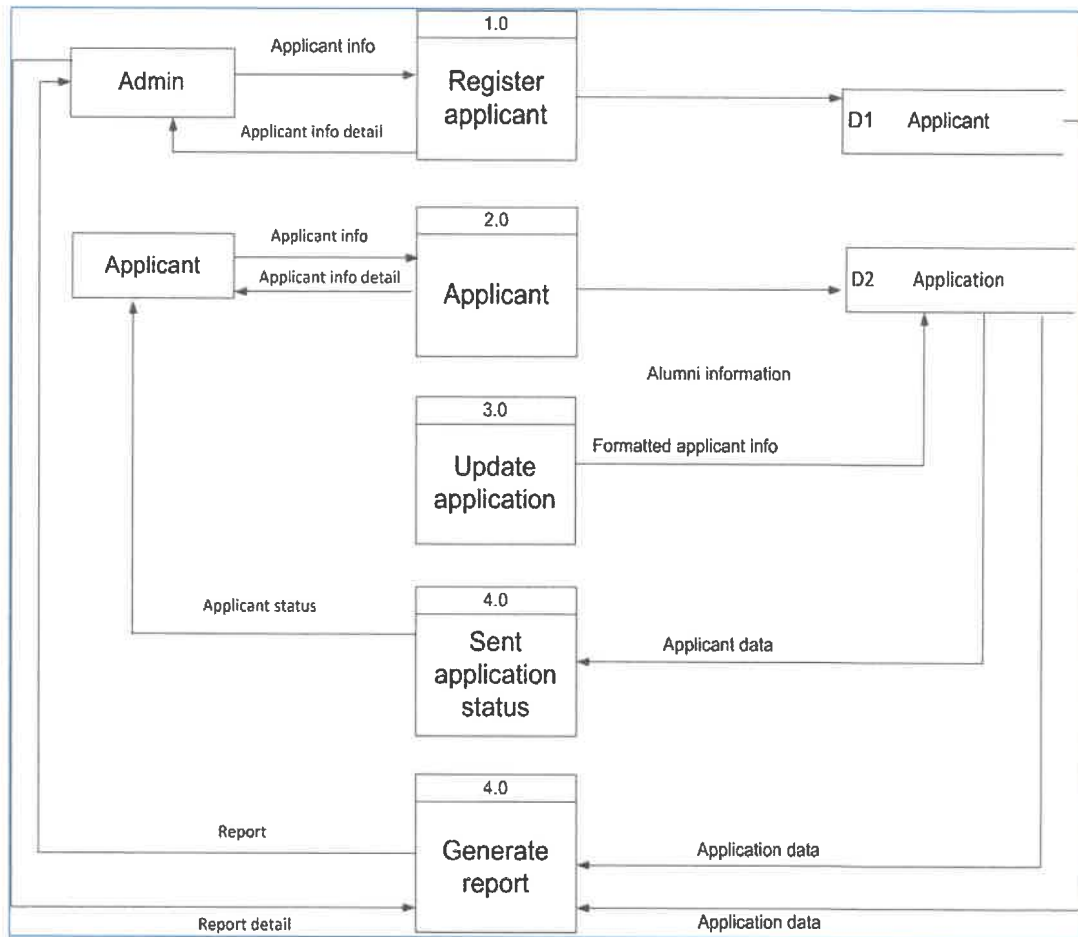 1.0
Applicant info
Admin
Register
applicant
Applicant info detail
D1 Applicant
2.0
Applicant info
Applicant
Applicant info detail
Applicant
D2 Application
Alumni information
3.0
Formatted applicant info
Update
application
4.0
Applicant status
Sent
application
status
Applicant data
4.0
Report
Generate
report
Application data
Report detail
Application data